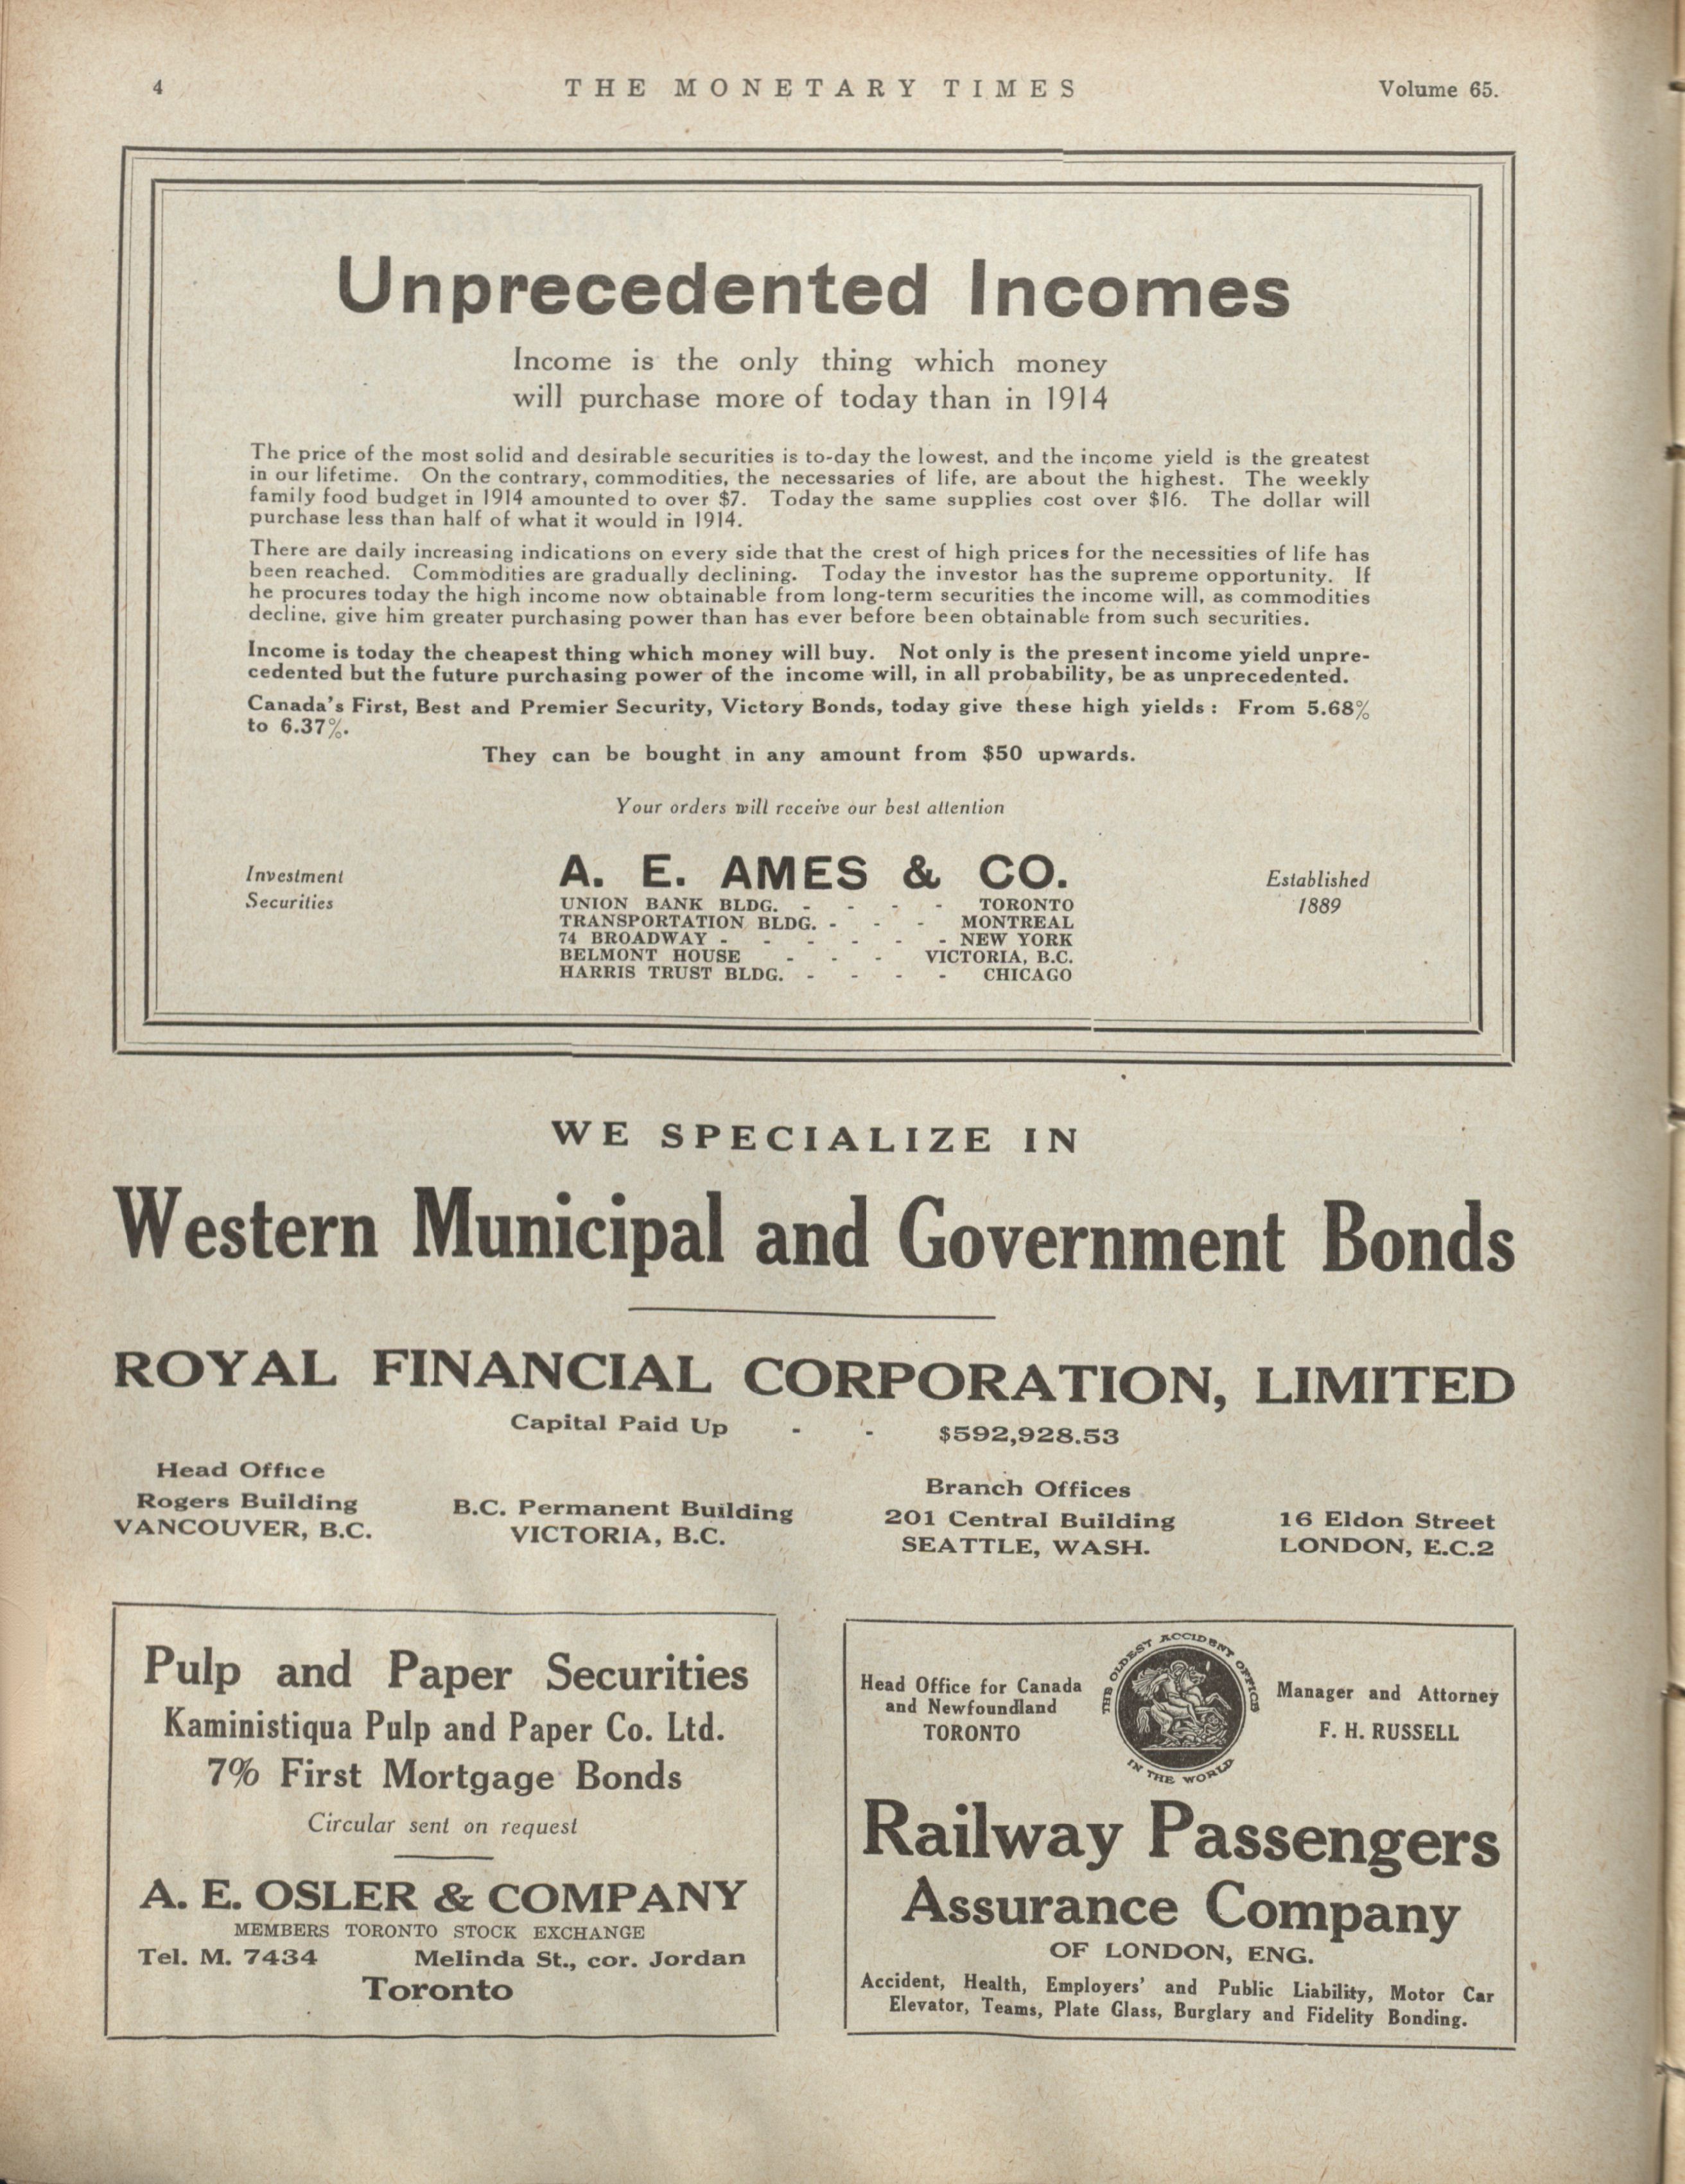 4
THE MONETARY TIMES
Volume 65.
Unprecedented Incomes
Income is the only thing which money
will purchase more of today than in 1914
The price of the most solid and desirable securities is to-day the lowest, and the income yield is the greatest
in our lifetime. On the contrary, commodities, the necessaries of life, are about the highest. The weekly
family food budget in 1914 amounted to over $7. Today the same supplies cost over $16. The dollar will
purchase less than half of what it would in 1914.
There are daily increasing indications on every side that the crest of high prices for the necessities of life has
been reached. Commodities are gradually declining. Today the investor has the supreme opportunity. If
he procures today the high income now obtainable from long-term securities the income will, as commodities
decline, give him greater purchasing power than has ever before been obtainable from such securities.
Income is today the cheapest thing which money will buy. Not only is the present income yield unpre-
cedented but the future purchasing power of the income will, in all probability, be as unprecedented.
Canada's First, Best and Premier Security, Victory Bonds, today give these high yields: From 5.68%
to 6.37%.
They can be bought in any amount from $50 upwards.
Your orders will receive our best attention
Investment
Securities
A. E. AMES & CO.
UNION BANK BLDG. - - - - TORONTO
TRANSPORTATION BLDG. - - - MONTREAL
74 BROADWAY - - - - - - NEW YORK
BELMONT HOUSE - - - VICTORIA, B.C.
HARRIS TRUST BLDG. - - - - CHICAGO
Established
1889
WE SPECIALIZE IN
Western Municipal and Government Bonds
ROYAL FINANCIAL CORPORATION, LIMITED
Capital Paid Up - - $592,928.53
Head Office
Rogers Building
VANCOUVER, B.C.
B.C. Permanent Building
VICTORIA, B.C.
Branch Offices
201 Central Building
SEATTLE, WASH.
16 Eldon Street
LONDON, E.C.2
Pulp and Paper Securities
Kaministiqua Pulp and Paper Co. Ltd.
7% First Mortgage Bonds
Circular sent on request
A. E. OSLER & COMPANY
MEMBERS TORONTO STOCK EXCHANGE
Tel. M. 7434 Melinda St., cor. Jordan
Toronto
Head Office for Canada
and Newfoundland
TORONTO
THE OLDEST ACCIDENT OFFICE
IN THE WORLD
Manager and Attorney
F. H. RUSSELL
Railway Passengers
Assurance Company
OF LONDON, ENG.
Accident, Health, Employers' and Public Liability, Motor Car
Elevator, Teams, Plate Glass, Burglary and Fidelity Bonding.